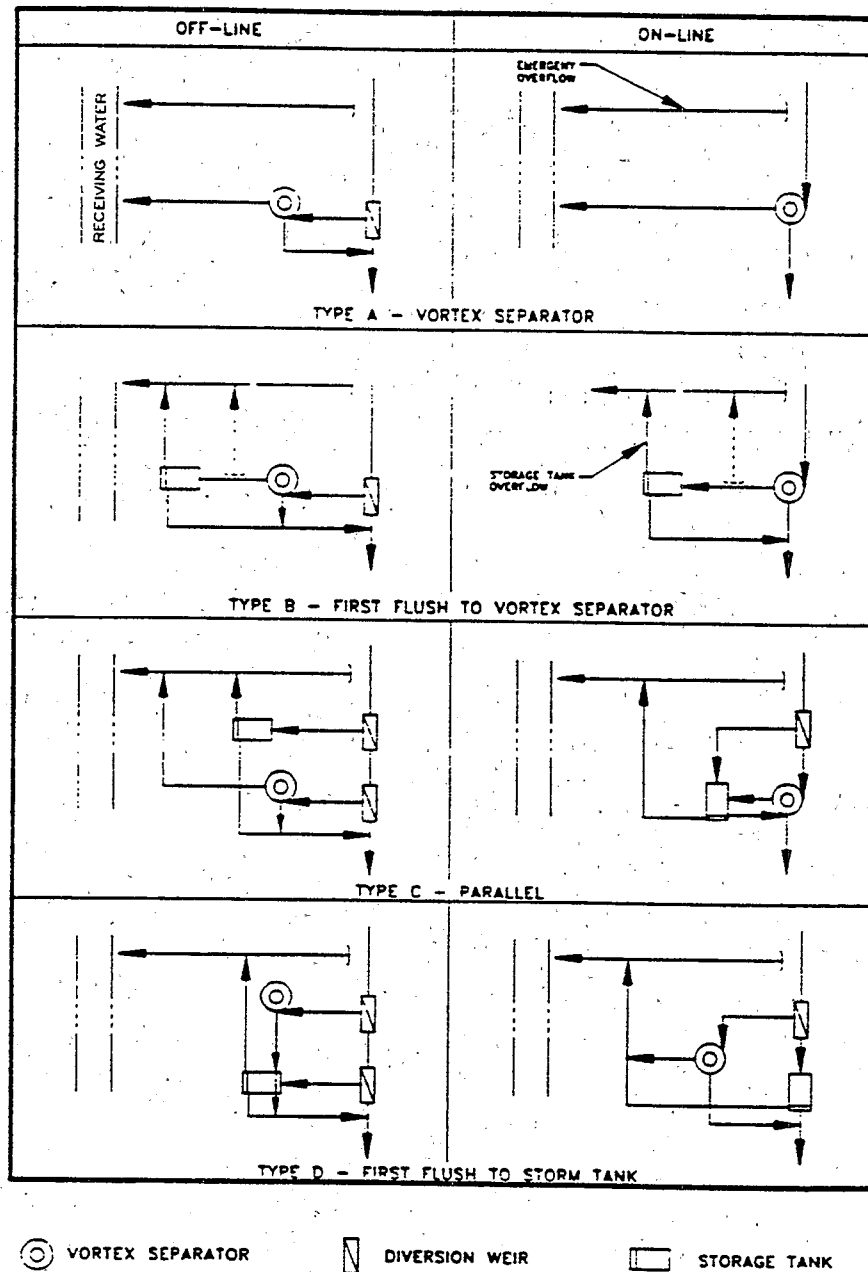 OFF-LINE
ON-LINE
EMERGENT
OVERFLOW
RECEIVING WATER
TYPE A - VORTEX SEPARATOR
STORAGE TANK
OVERFLOW
TYPE B - FIRST FLUSH TO VORTEX SEPARATOR
TYPE C - PARALLEL
TYPE D - FIRST FLUSH TO STORM TANK
VORTEX SEPARATOR
DIVERSION WEIR
STORAGE TANK